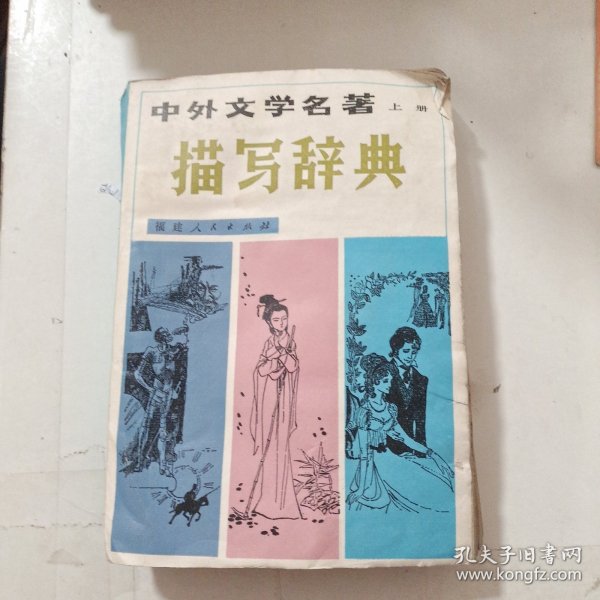 中外文学名著 上册
描写辞典
福建人民出版社
孔夫子旧书网
www.kongfz.com